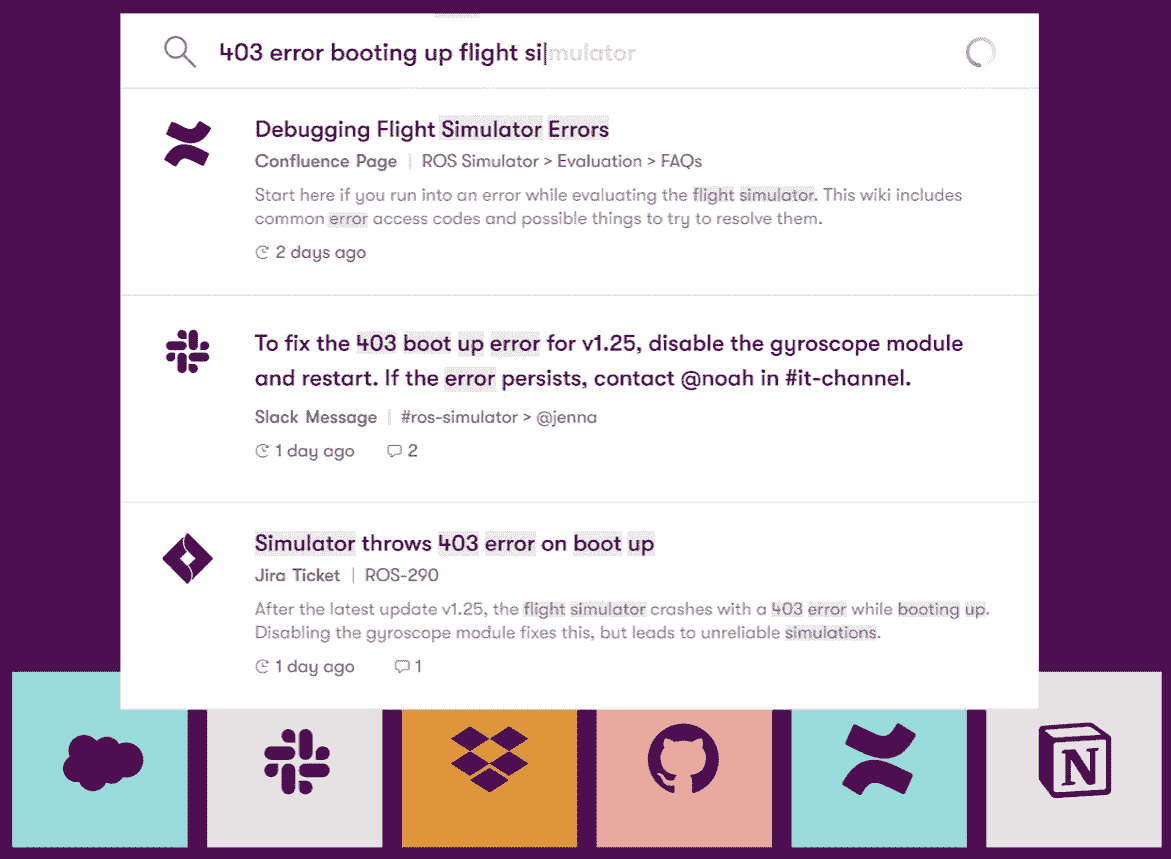 403 error booting up flight simulator
Debugging Flight Simulator Errors
Confluence Page | ROS Simulator > Evaluation > FAQs
Start here if you run into an error while evaluating the flight simulator. This wiki includes
common error access codes and possible things to try to resolve them.
2 days ago
To fix the 403 boot up error for v1.25, disable the gyroscope module
and restart. If the error persists, contact @noah in #it-channel.
Slack Message | #ros-simulator > @jenna
1 day ago 2
Simulator throws 403 error on boot up
Jira Ticket | ROS-290
After the latest update v1.25, the flight simulator crashes with a 403 error while booting up.
Disabling the gyroscope module fixes this, but leads to unreliable simulations.
1 day ago 1
N